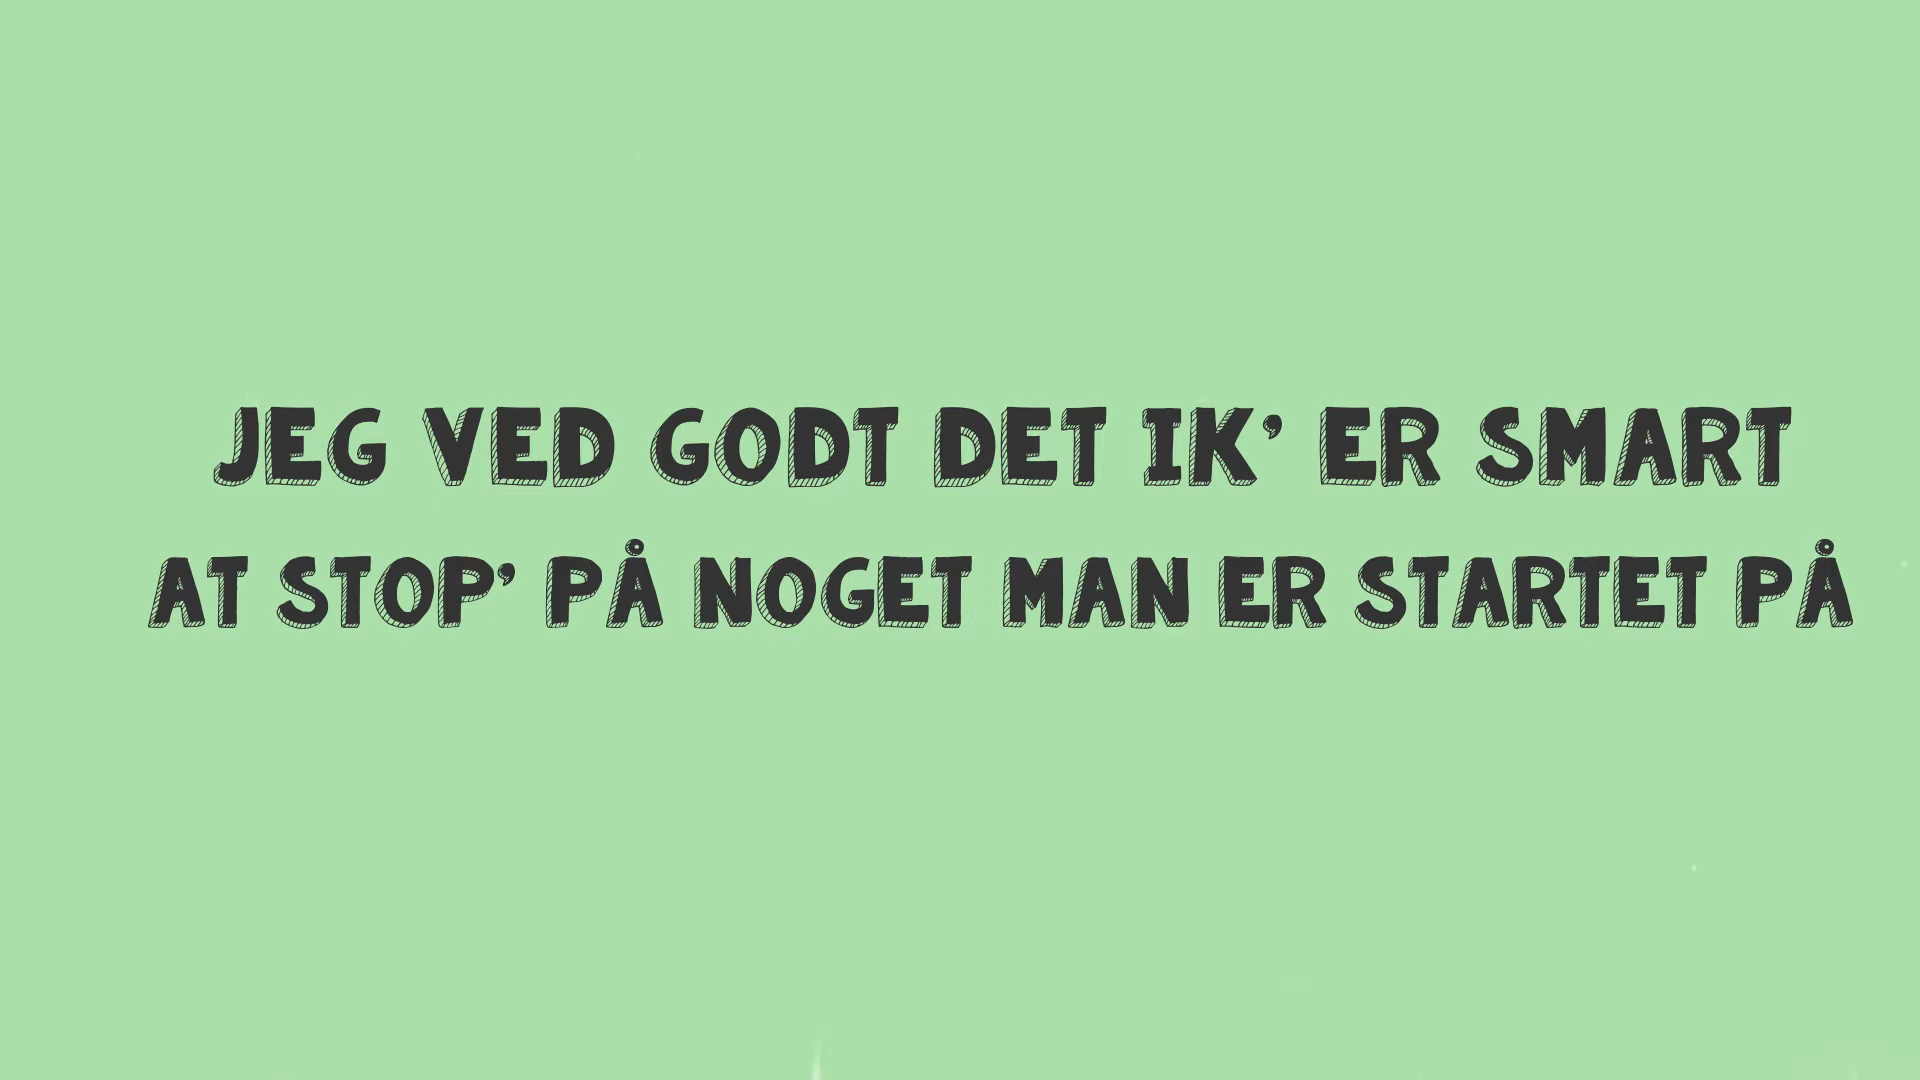 JEG VED GODT DET IK' ER SMART
AT STOP' PÅ NOGET MAN ER STARTET PÅ